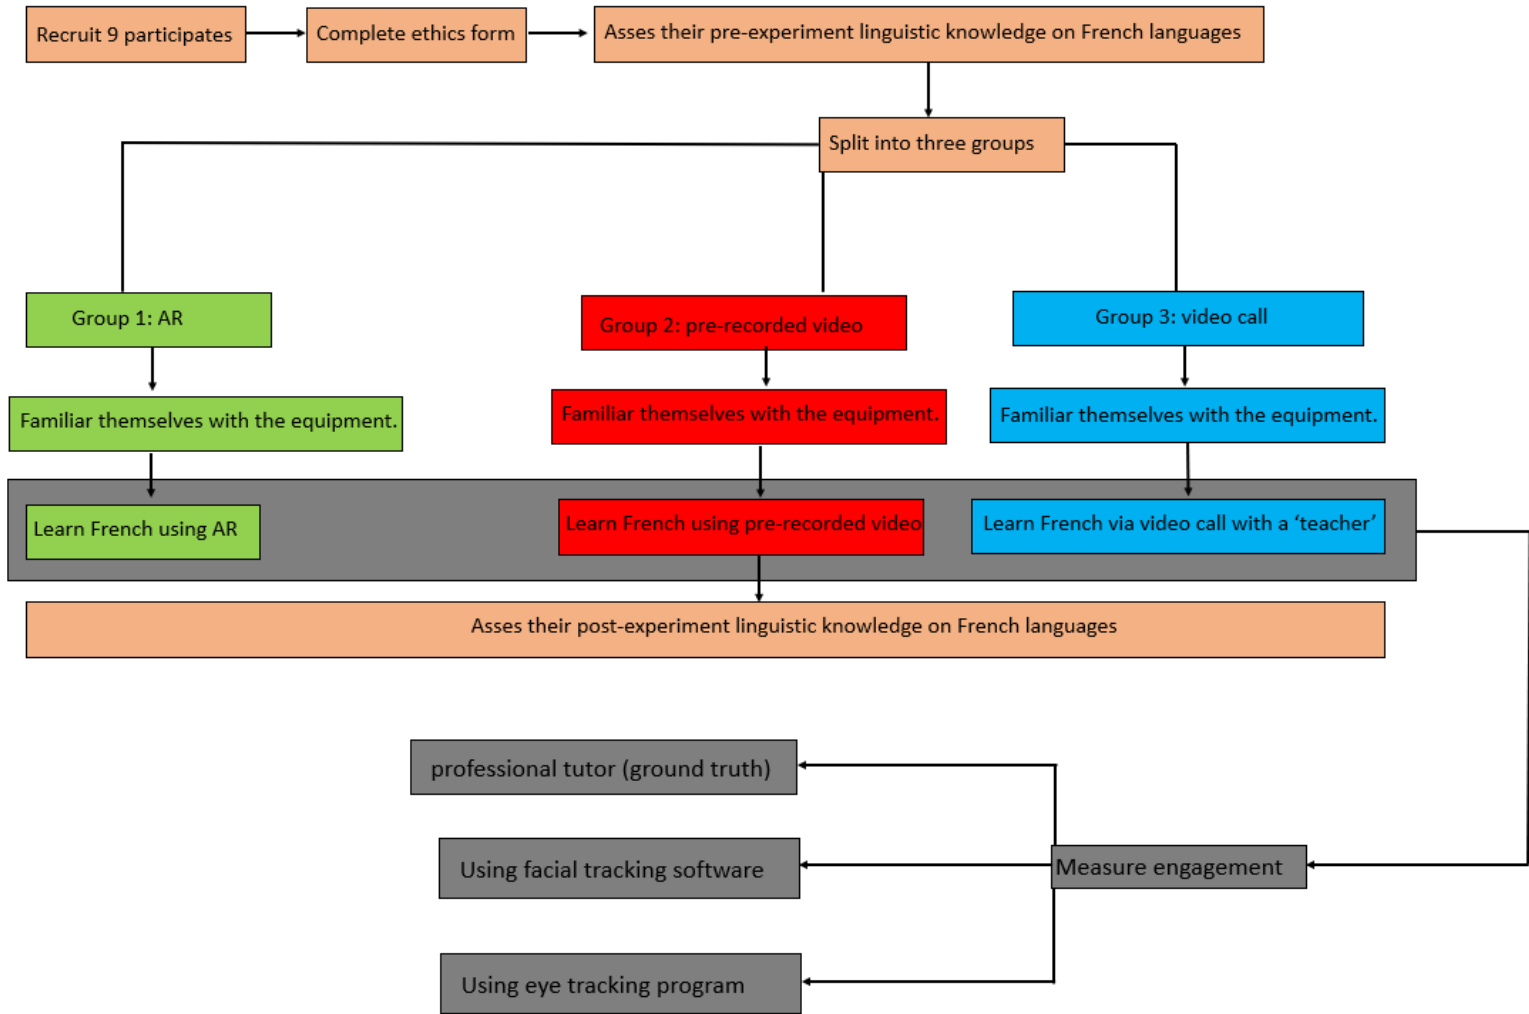 Recruit 9 participates
Complete ethics form
Asses their pre-experiment linguistic knowledge on French languages
Split into three groups
Group 1: AR
Group 2: pre-recorded video
Group 3: video call
Familiar themselves with the equipment.
Familiar themselves with the equipment.
Familiar themselves with the equipment.
Learn French using AR
Learn French using pre-recorded video
Learn French via video call with a ‘teacher’
Asses their post-experiment linguistic knowledge on French languages
professional tutor (ground truth)
Using facial tracking software
Measure engagement
Using eye tracking program